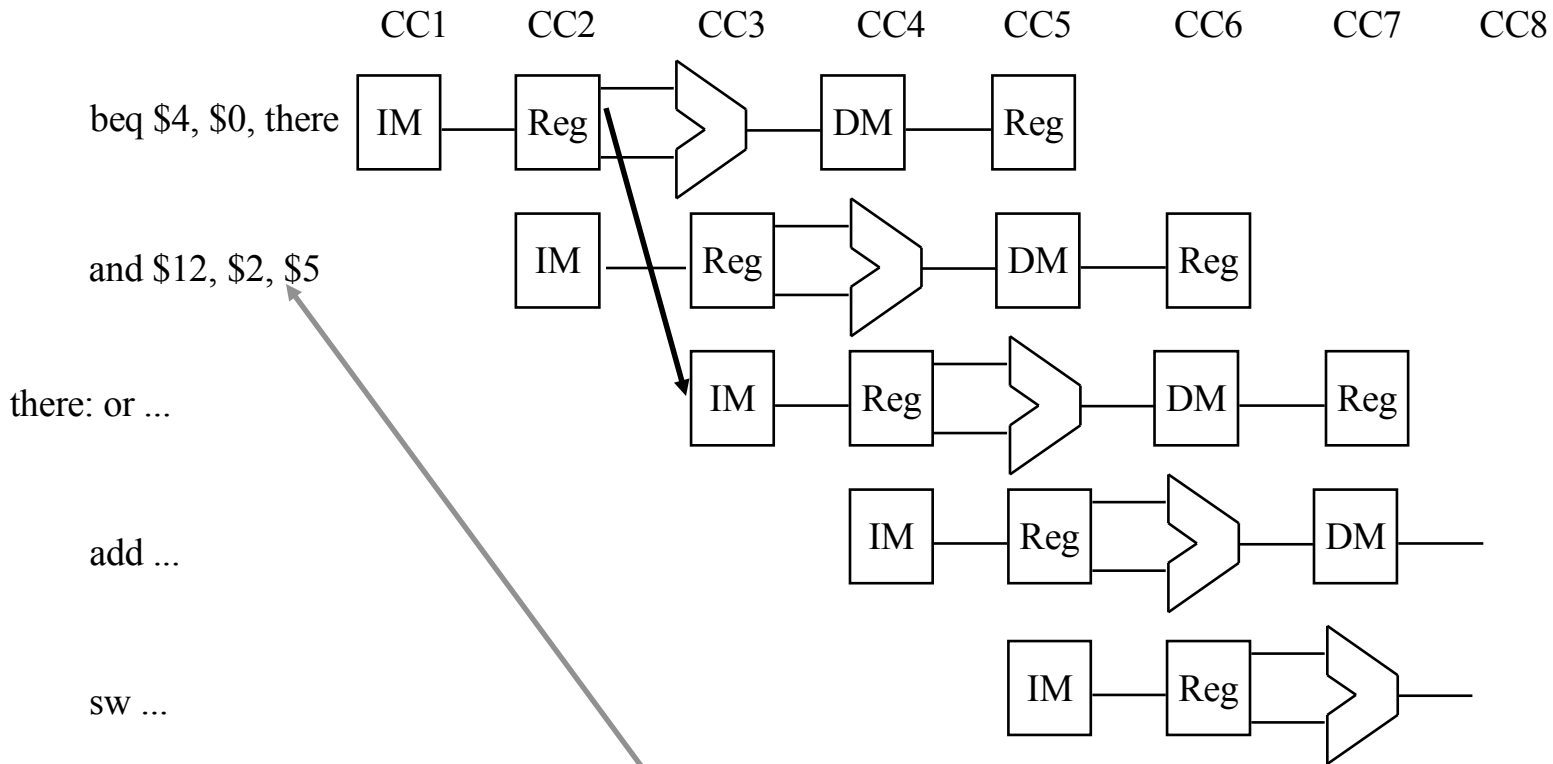 CC1 CC2 CC3 CC4 CC5 CC6 CC7 CC8
beq $4, $0, there IM Reg DM Reg
and $12, $2, $5 IM Reg DM Reg
there: or ... IM Reg DM Reg
add ... IM Reg DM
sw ... IM Reg